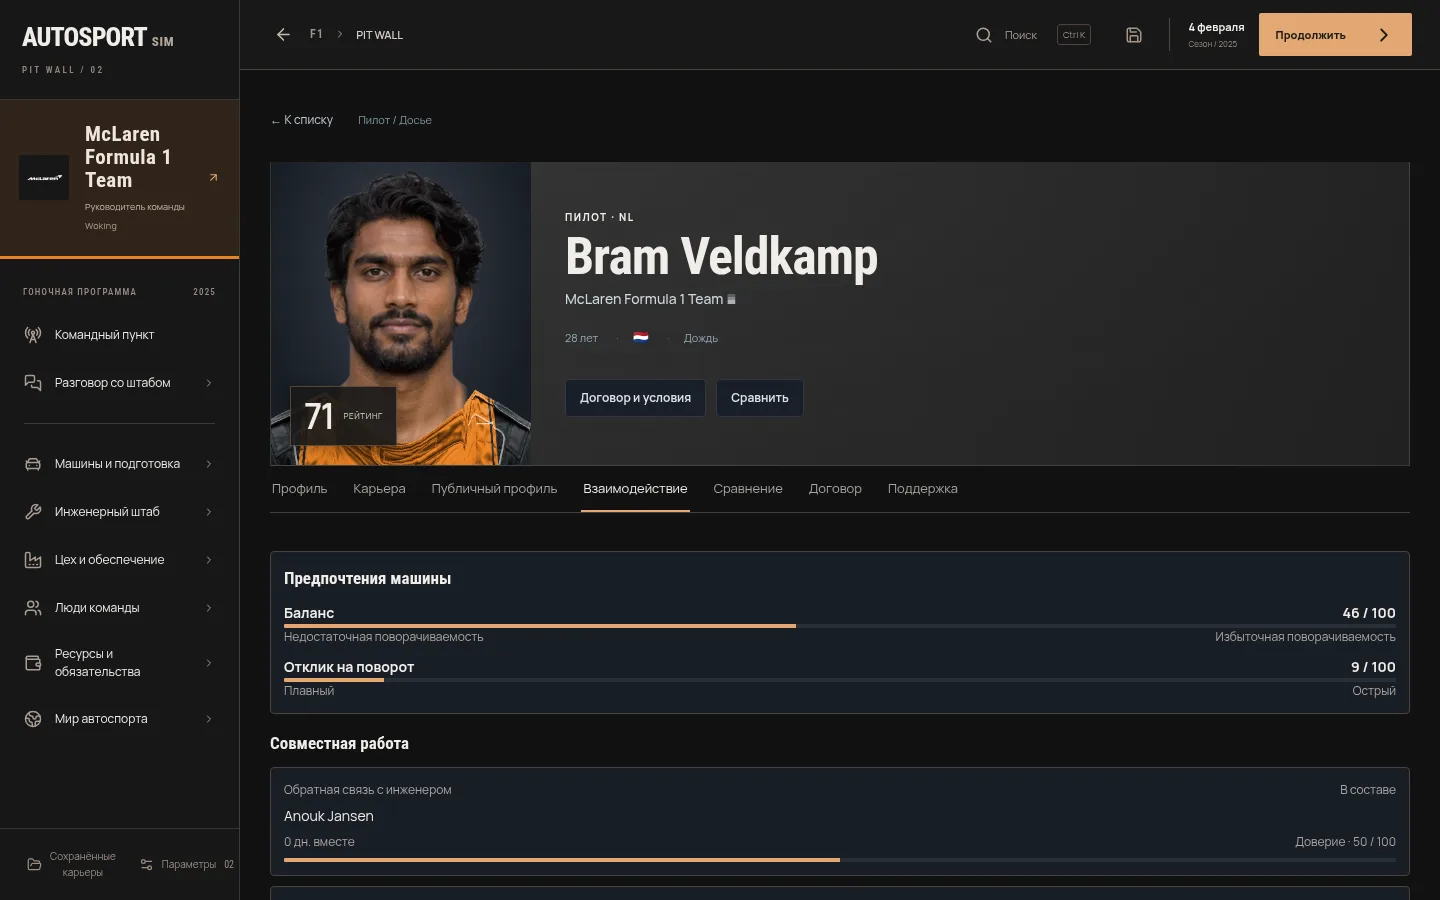 AUTOSPORT SIM
PIT WALL / 02
McLaren
McLaren
Formula 1
Team
Руководитель команды
Woking
ГОНОЧНАЯ ПРОГРАММА 2025
Командный пункт
Разговор со штабом
Машины и подготовка
Инженерный штаб
Цех и обеспечение
Люди команды
Ресурсы и
обязательства
Мир автоспорта
Сохранённые
карьеры
Параметры 02
F1 PIT WALL
Поиск Ctrl K
4 февраля
Сезон / 2025
Продолжить
← К списку Пилот / Досье
71 РЕЙТИНГ
ПИЛОТ · NL
Bram Veldkamp
McLaren Formula 1 Team
28 лет · · Дождь
Договор и условия Сравнить
Профиль Карьера Публичный профиль Взаимодействие Сравнение Договор Поддержка
Предпочтения машины
Баланс 46 / 100
Недостаточная поворачиваемость Избыточная поворачиваемость
Отклик на поворот 9 / 100
Плавный Острый
Совместная работа
Обратная связь с инженером В составе
Anouk Jansen
0 дн. вместе Доверие · 50 / 100